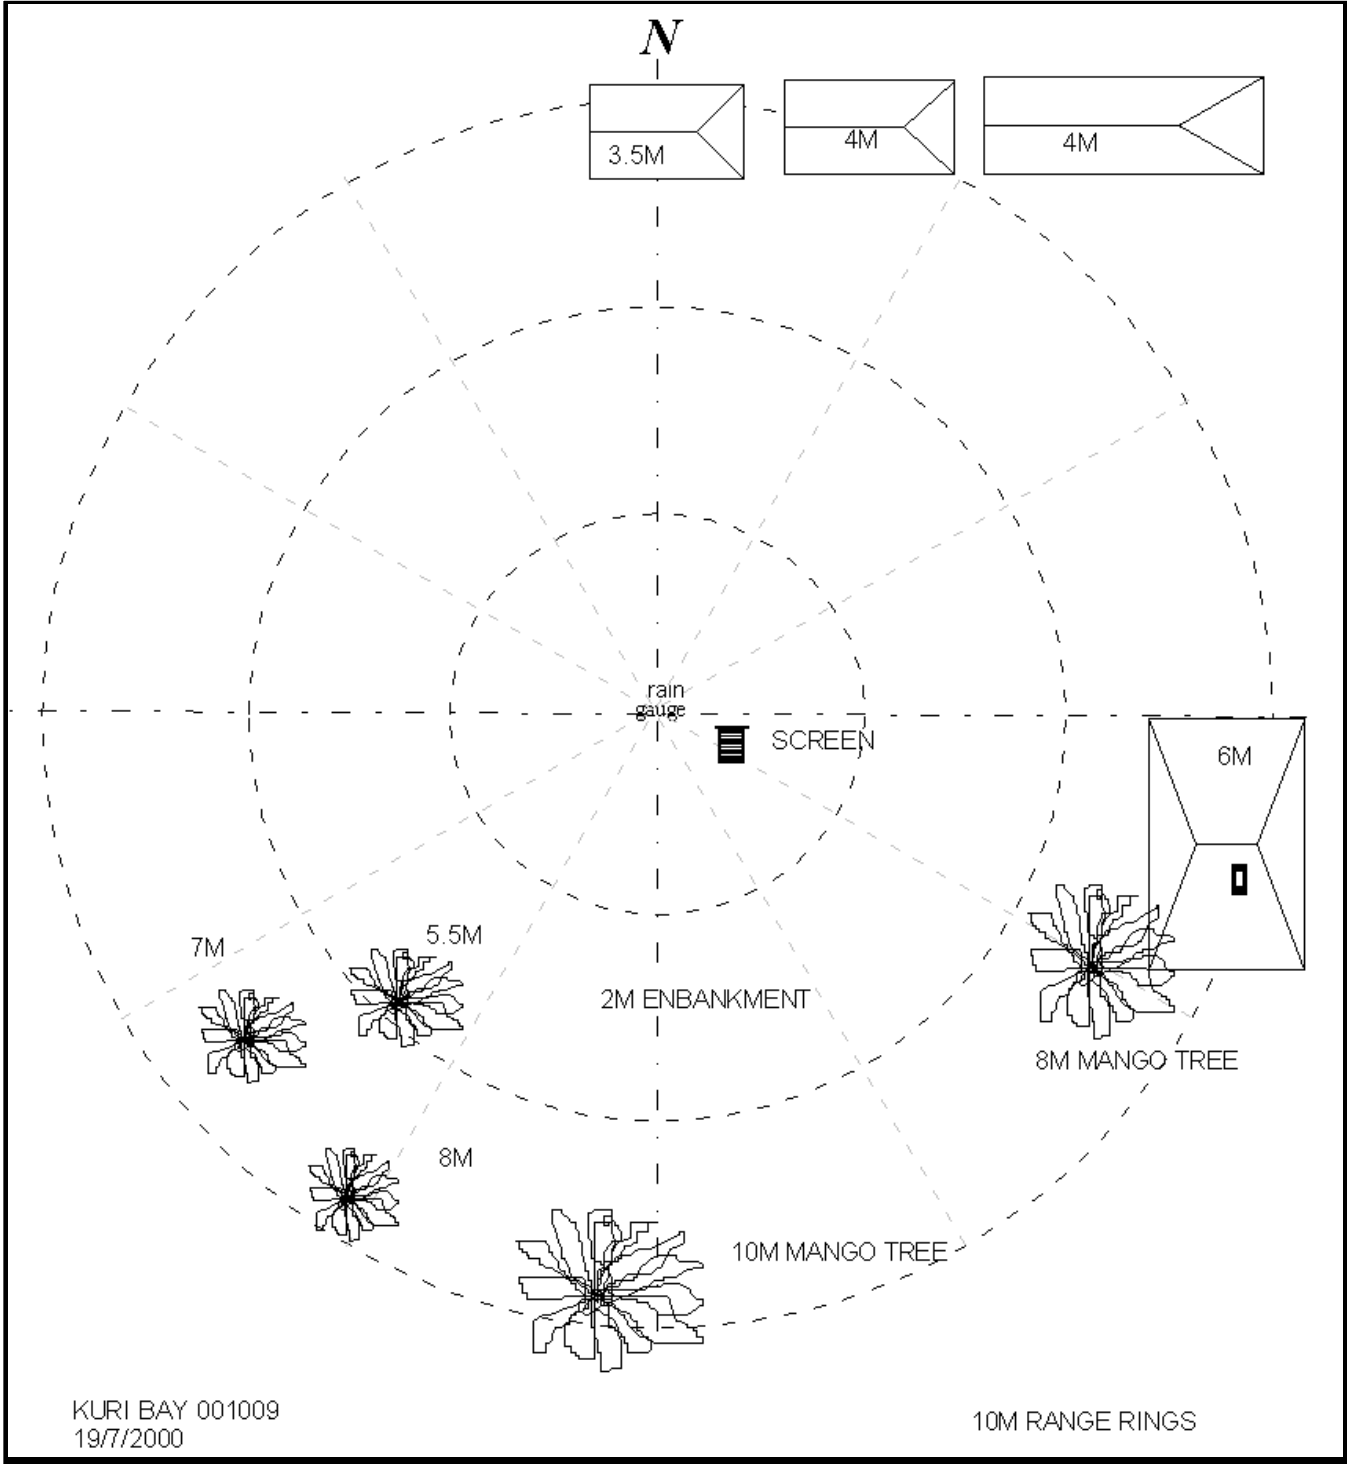 N
3.5M
4M
4M
rain
gauge
SCREEN
6M
7M
5.5M
2M ENBANKMENT
8M MANGO TREE
8M
10M MANGO TREE
KURI BAY 001009
19/7/2000
10M RANGE RINGS